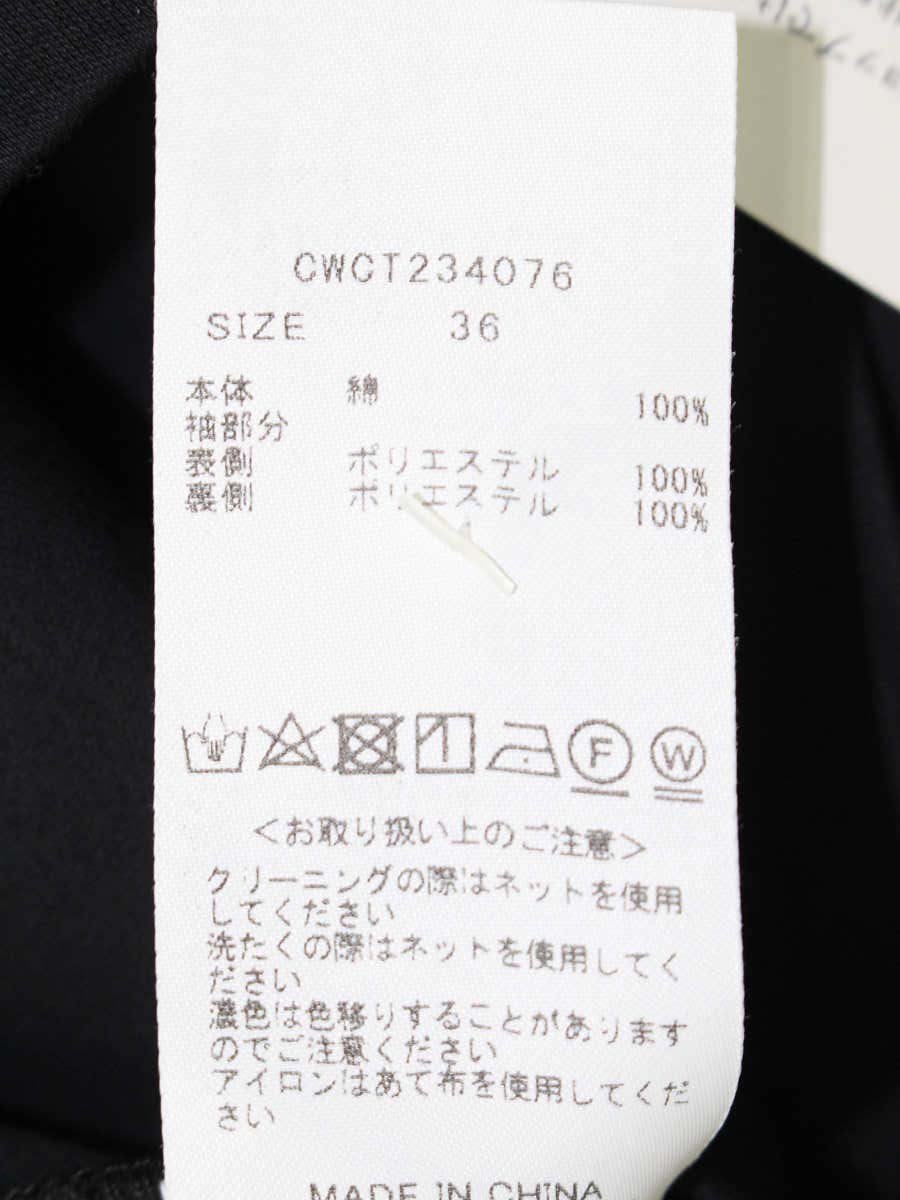 CWCT234076
SIZE 36
本体 綿 100%
袖部分
表側 ポリエステル 100%
裏側 ポリエステル 100%
F W
<お取り扱い上のご注意>
クリーニングの際はネットを使用
してください
洗たくの際はネットを使用してく
ださい
濃色は色移りすることがあります
のでご注意ください
アイロンはあて布を使用してくだ
さい
MADE IN CHINA